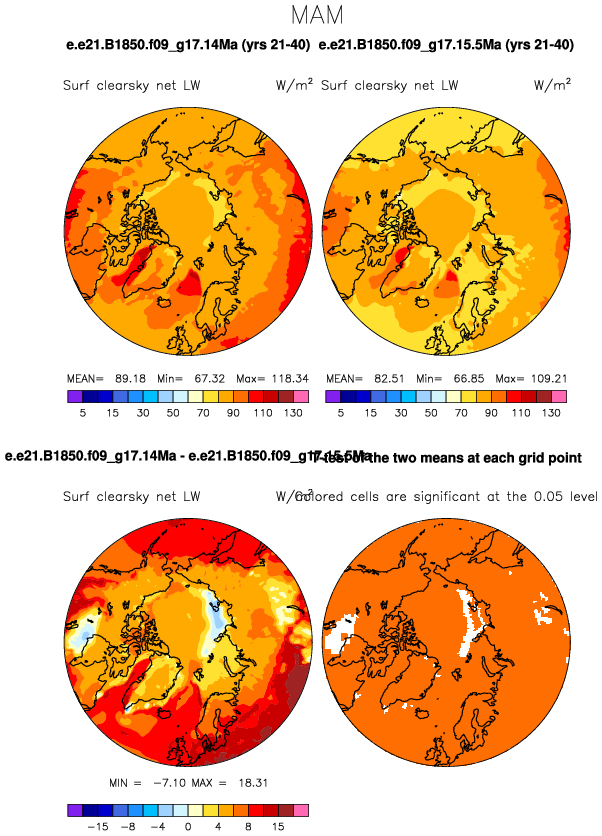 MAM
e.e21.B1850.f09_g17.14Ma (yrs 21-40) e.e21.B1850.f09_g17.15.5Ma (yrs 21-40)
Surf clearsky net LW W/m² Surf clearsky net LW W/m²
MEAN= 89.18 Min= 67.32 Max= 118.34 MEAN= 82.51 Min= 66.85 Max= 109.21
5 15 30 50 70 90 110 130 5 15 30 50 70 90 110 130
e.e21.B1850.f09_g17.14Ma - e.e21.B1850.f09_g17.15.5Ma T-test of the two means at each grid point
Surf clearsky net LW W/m² Colored cells are significant at the 0.05 level
MIN = -7.10 MAX = 18.31
-15 -8 -4 0 4 8 15